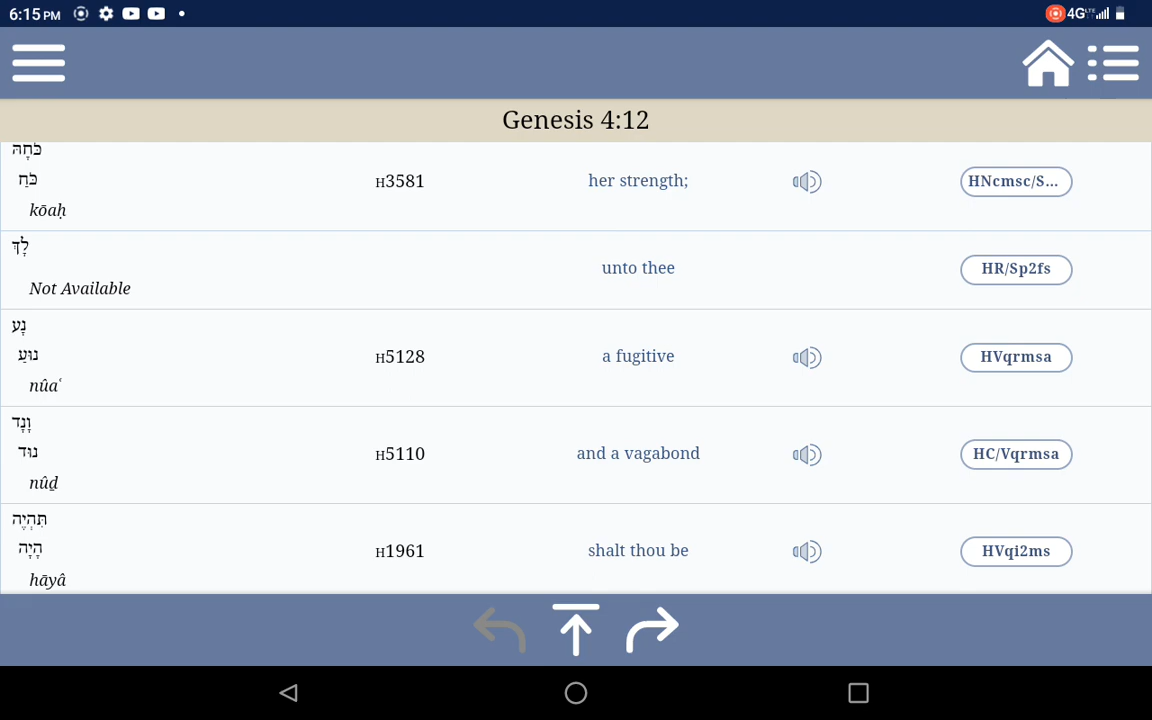 6:15 PM
4G LTE
Genesis 4:12
כֹּחָהּ
כֹּחַ
kōaḥ
H3581
her strength;
HNcmsc/S...
לָךְ
Not Available
unto thee
HR/Sp2fs
נָע
נוּעַ
nûaʿ
H5128
a fugitive
HVqrmsa
וָנָד
נוּד
nûḏ
H5110
and a vagabond
HC/Vqrmsa
תִּהְיֶה
הָיָה
hāyâ
H1961
shalt thou be
HVqi2ms